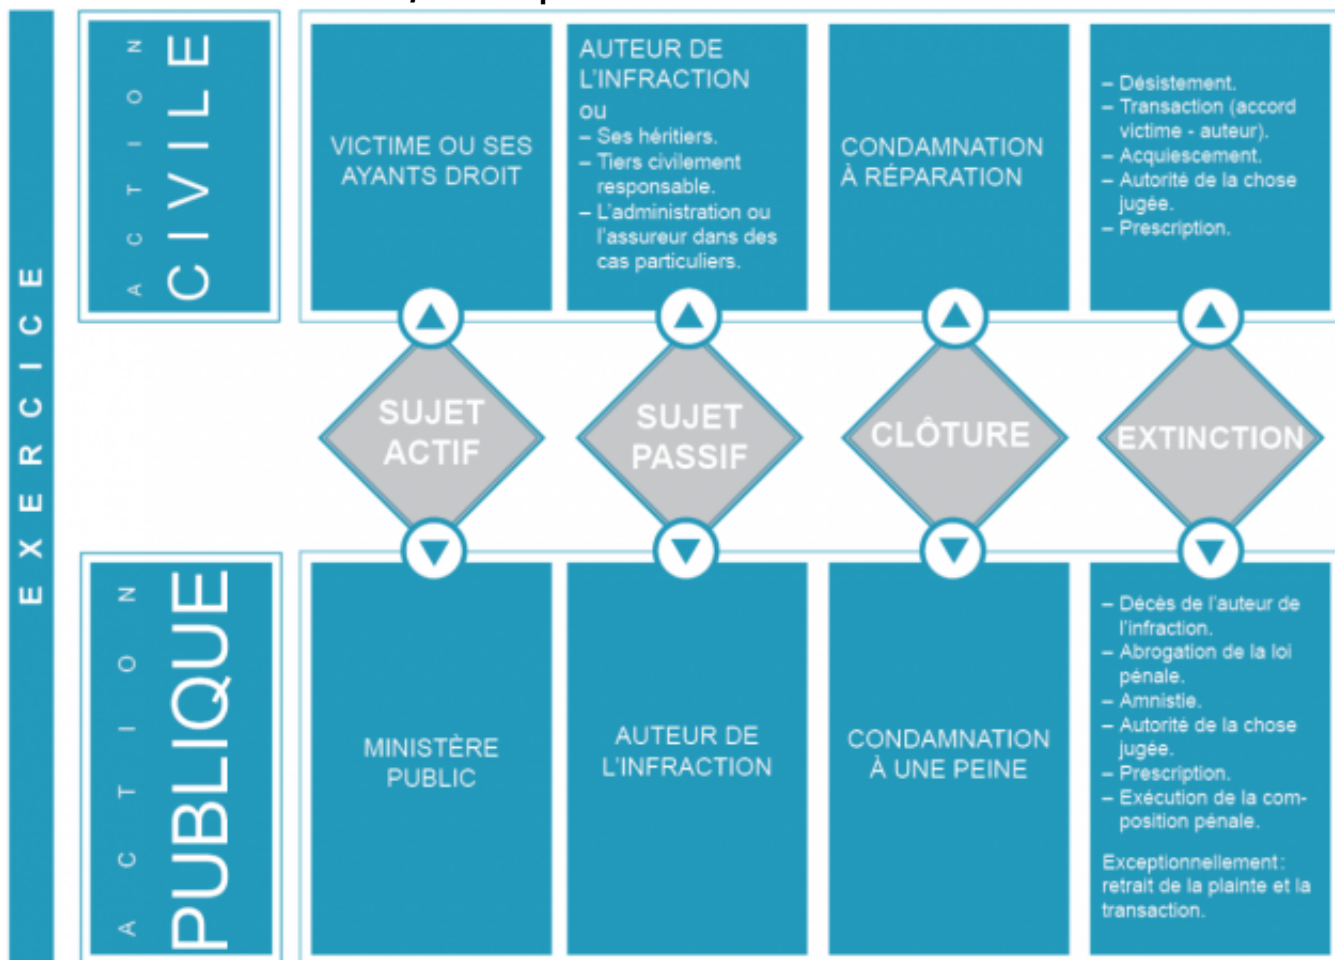 EXERCICE
ACTION
CIVILE
VICTIME OU SES
AYANTS DROIT
AUTEUR DE
L'INFRACTION
ou
– Ses héritiers.
– Tiers civilement
responsable.
– L'administration ou
l'assureur dans des
cas particuliers.
CONDAMNATION
À RÉPARATION
– Désistement.
– Transaction (accord
victime - auteur).
– Acquiescement.
– Autorité de la chose
jugée.
– Prescription.
SUJET
ACTIF
SUJET
PASSIF
CLÔTURE
EXTINCTION
ACTION
PUBLIQUE
MINISTÈRE
PUBLIC
AUTEUR DE
L'INFRACTION
CONDAMNATION
À UNE PEINE
– Décès de l'auteur de
l'infraction.
– Abrogation de la loi
pénale.
– Amnistie.
– Autorité de la chose
jugée.
– Prescription.
– Exécution de la com-
position pénale.
Exceptionnellement :
retrait de la plainte et la
transaction.